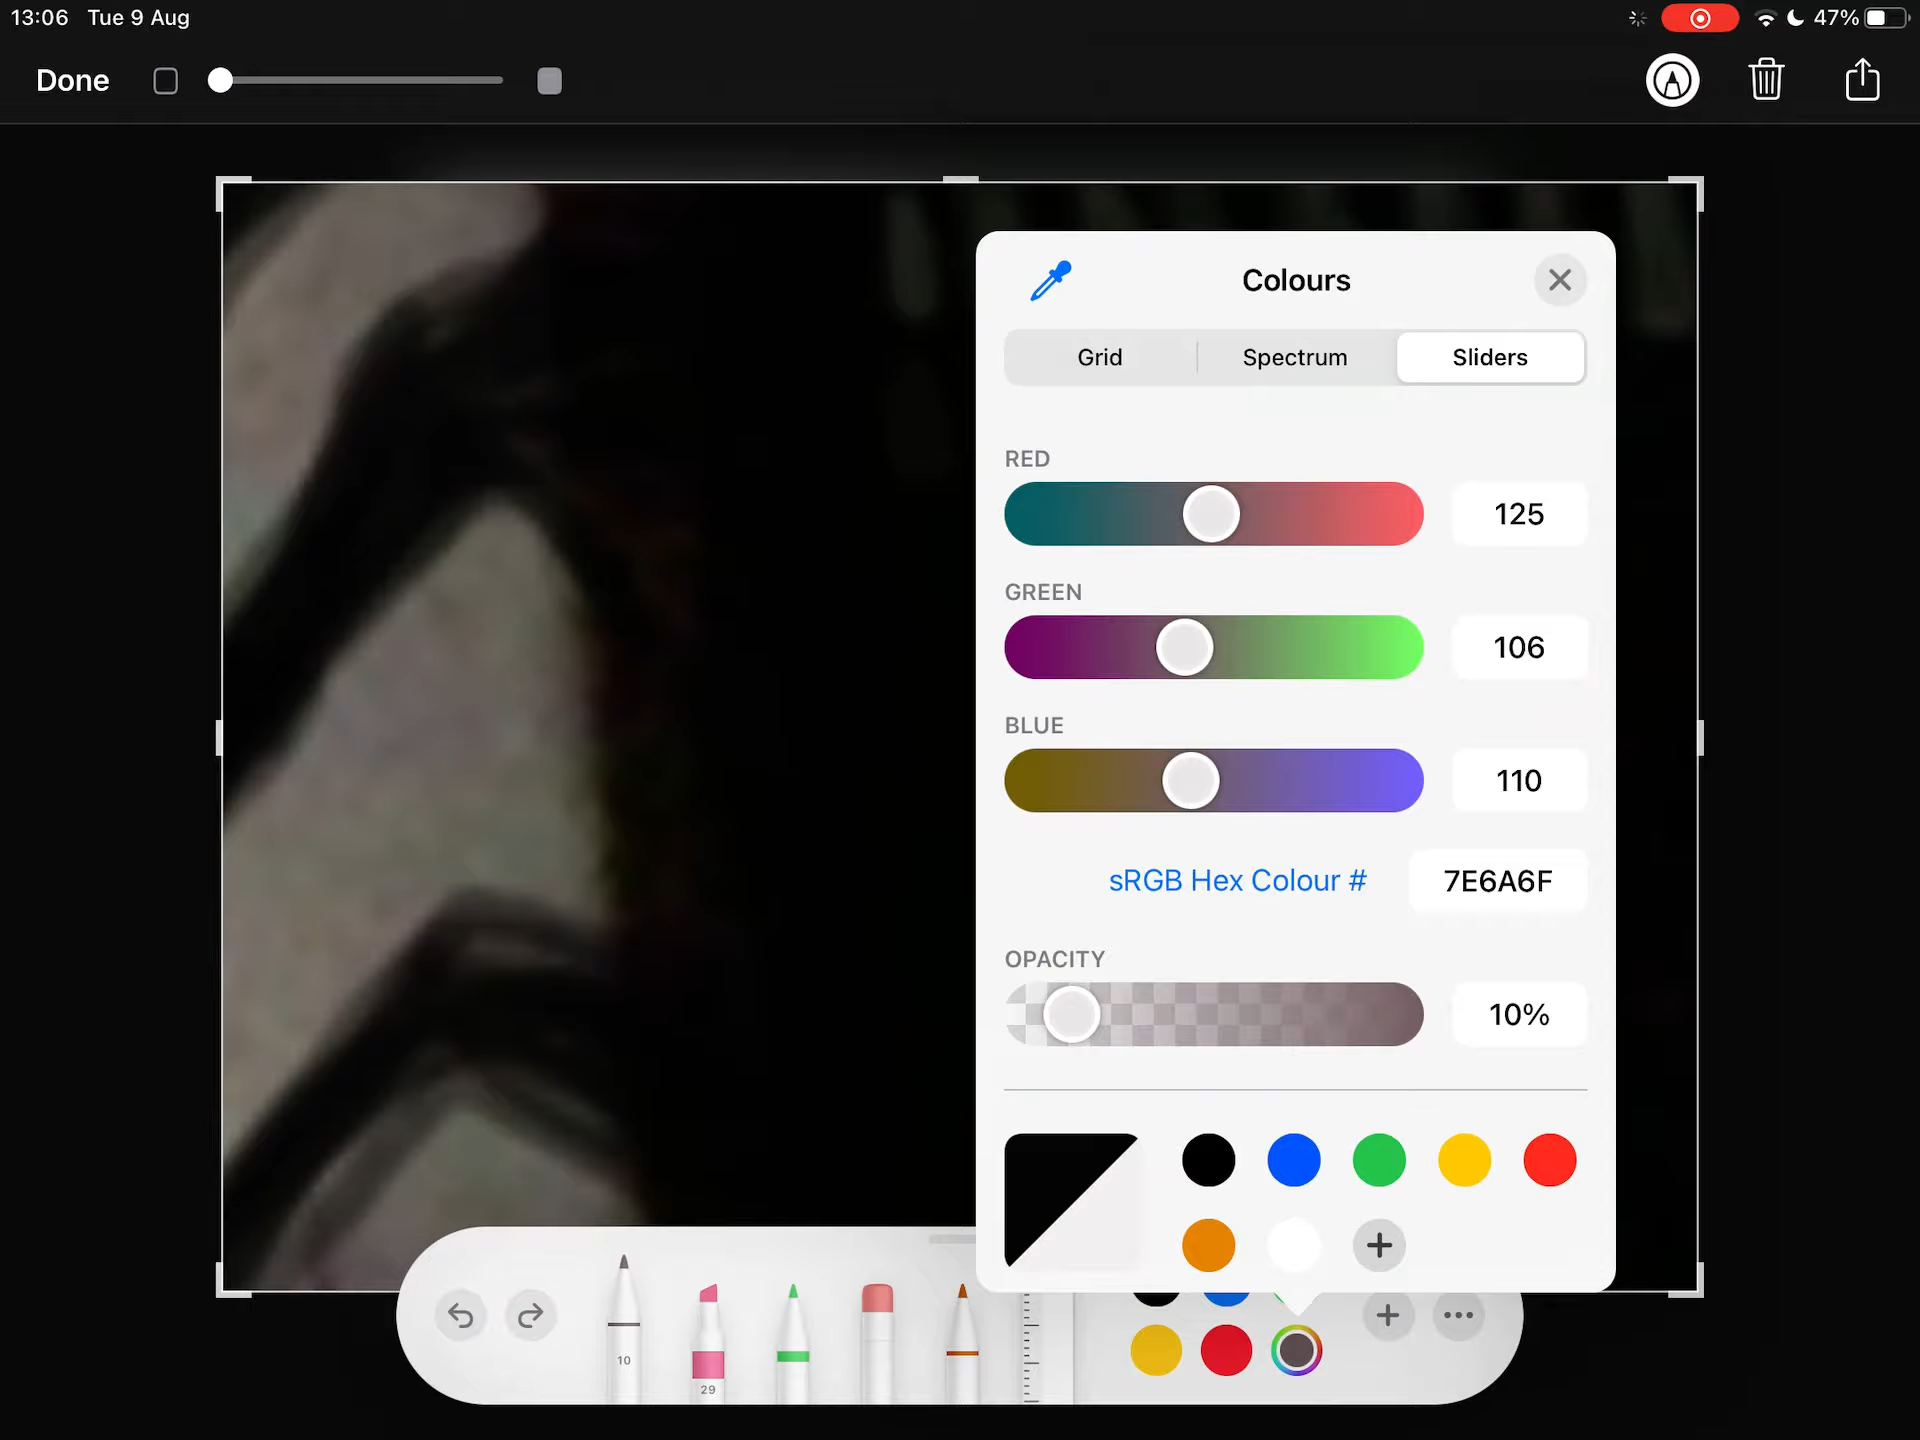 13:06 Tue 9 Aug 47%
Done
Colours
Grid Spectrum Sliders
RED
125
GREEN
106
BLUE
110
sRGB Hex Colour # 7E6A6F
OPACITY
10%
10
29